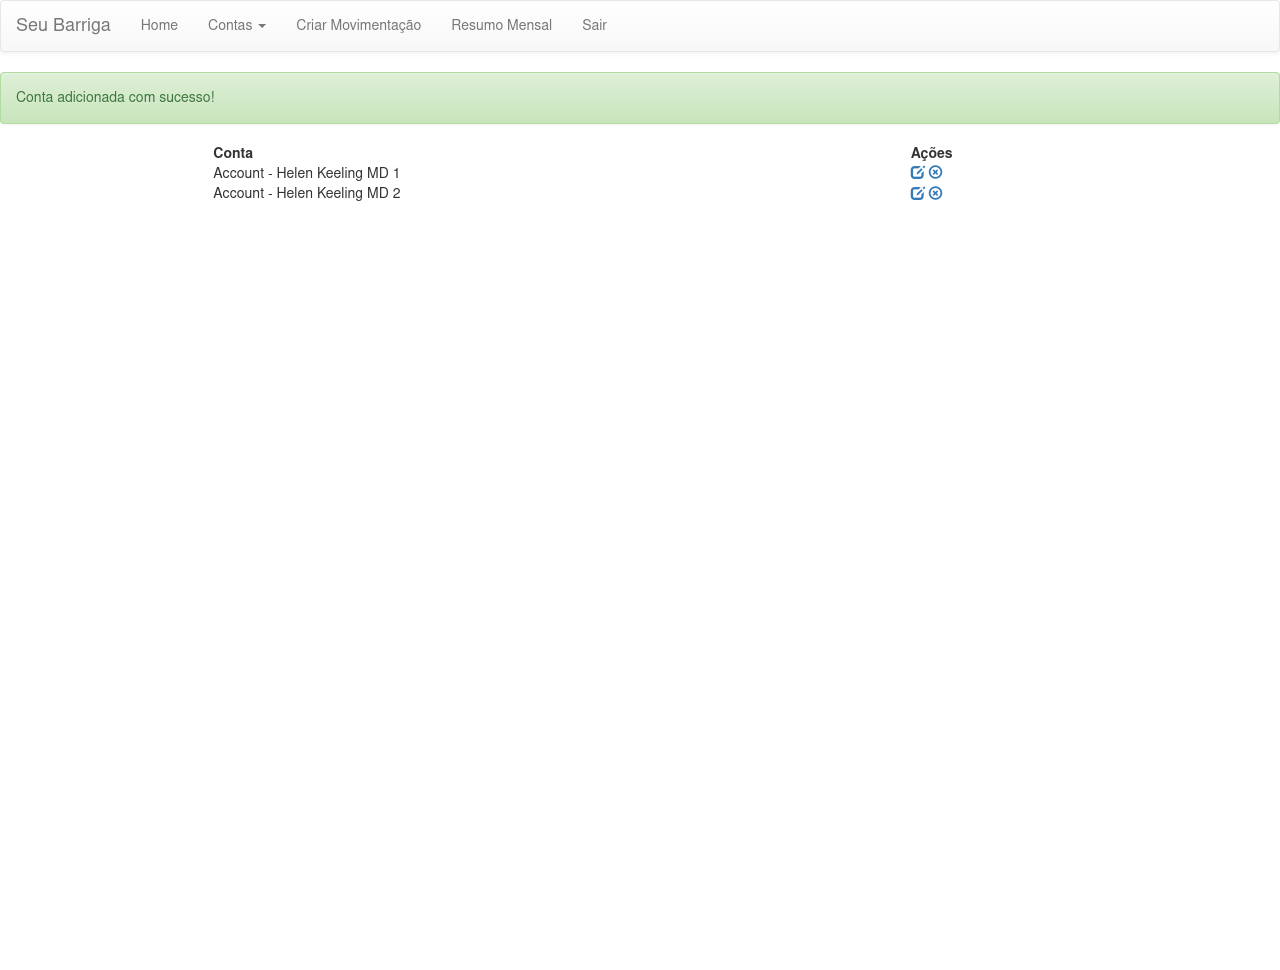 Seu Barriga Home Contas Criar Movimentação Resumo Mensal Sair
Conta adicionada com sucesso!
Conta Ações
Account - Helen Keeling MD 1
Account - Helen Keeling MD 2